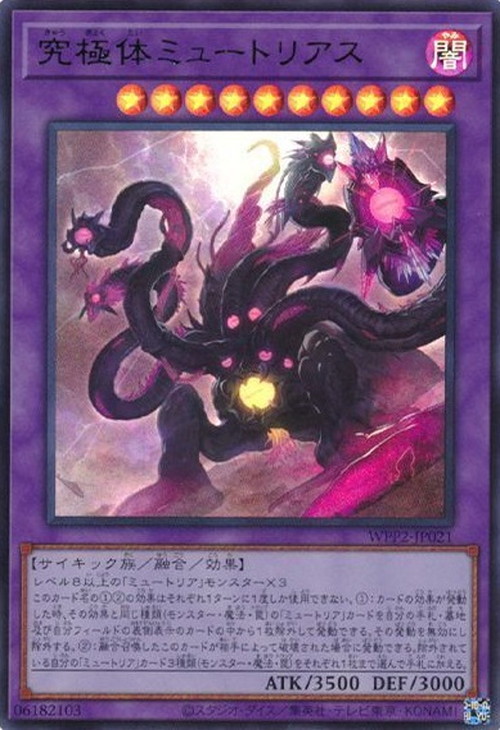 究極体ミュートリアス
闇
WPP2-JP021
【サイキック族/融合/効果】
レベル8以上の「ミュートリア」モンスター×3
このカード名の①②の効果はそれぞれ1ターンに1度しか使用できない。①:カードの効果が発動
した時、その効果と同じ種類(モンスター・魔法・罠)の「ミュートリア」カードを自分の手札・墓地
及び自分フィールドの表側表示のカードの中から1枚除外して発動できる。その発動を無効にし
除外する。②:融合召喚したこのカードが相手によって破壊された場合に発動できる。除外されて
いる自分の「ミュートリア」カード3種類(モンスター・魔法・罠)をそれぞれ1枚まで選んで手札に加える。
ATK/3500 DEF/3000
06182103
©スタジオ・ダイス/集英社・テレビ東京・KONAMI